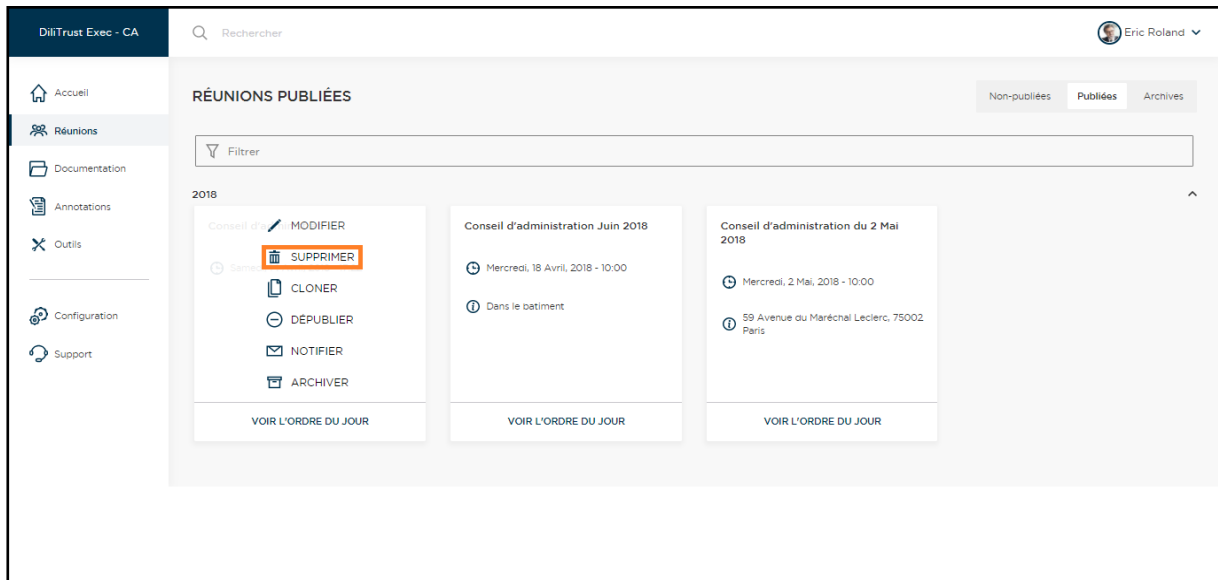 DiliTrust Exec - CA
Rechercher
Eric Roland
Accueil
Réunions
Documentation
Annotations
Outils
Configuration
Support
RÉUNIONS PUBLIÉES
Non-publiées
Publiées
Archives
Filtrer
2018
MODIFIER
SUPPRIMER
CLONER
DÉPUBLIER
NOTIFIER
ARCHIVER
VOIR L'ORDRE DU JOUR
Conseil d'administration Juin 2018
Mercredi, 18 Avril, 2018 - 10:00
Dans le batiment
VOIR L'ORDRE DU JOUR
Conseil d'administration du 2 Mai
2018
Mercredi, 2 Mai, 2018 - 10:00
59 Avenue du Maréchal Leclerc, 75002
Paris
VOIR L'ORDRE DU JOUR